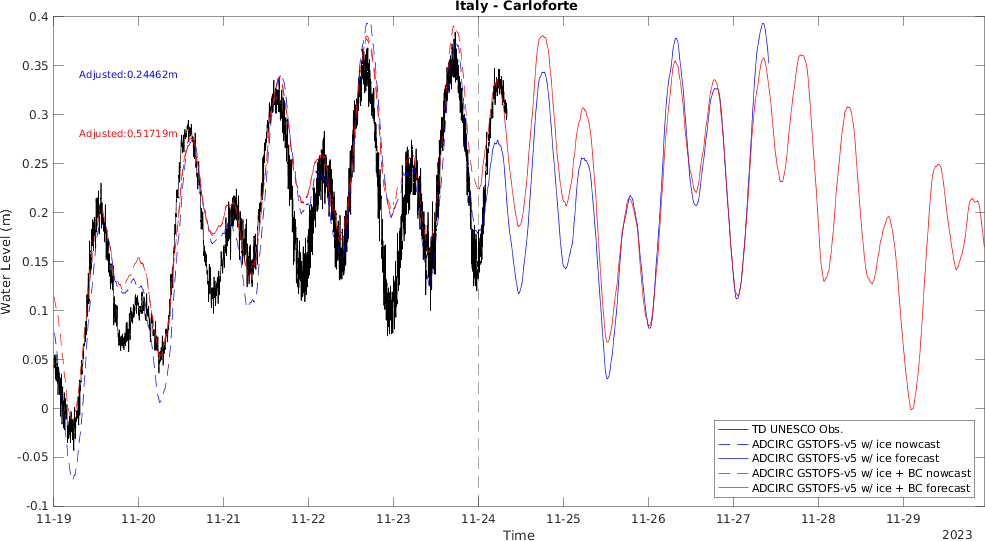 Italy - Carloforte
0.4
0.35
0.3
0.25
0.2
0.15
0.1
0.05
0
-0.05
-0.1
Water Level (m)
Adjusted:0.24462m
Adjusted:0.51719m
TD UNESCO Obs.
ADCIRC GSTOFS-v5 w/ ice nowcast
ADCIRC GSTOFS-v5 w/ ice forecast
ADCIRC GSTOFS-v5 w/ ice + BC nowcast
ADCIRC GSTOFS-v5 w/ ice + BC forecast
11-19 11-20 11-21 11-22 11-23 11-24 11-25 11-26 11-27 11-28 11-29
Time
2023